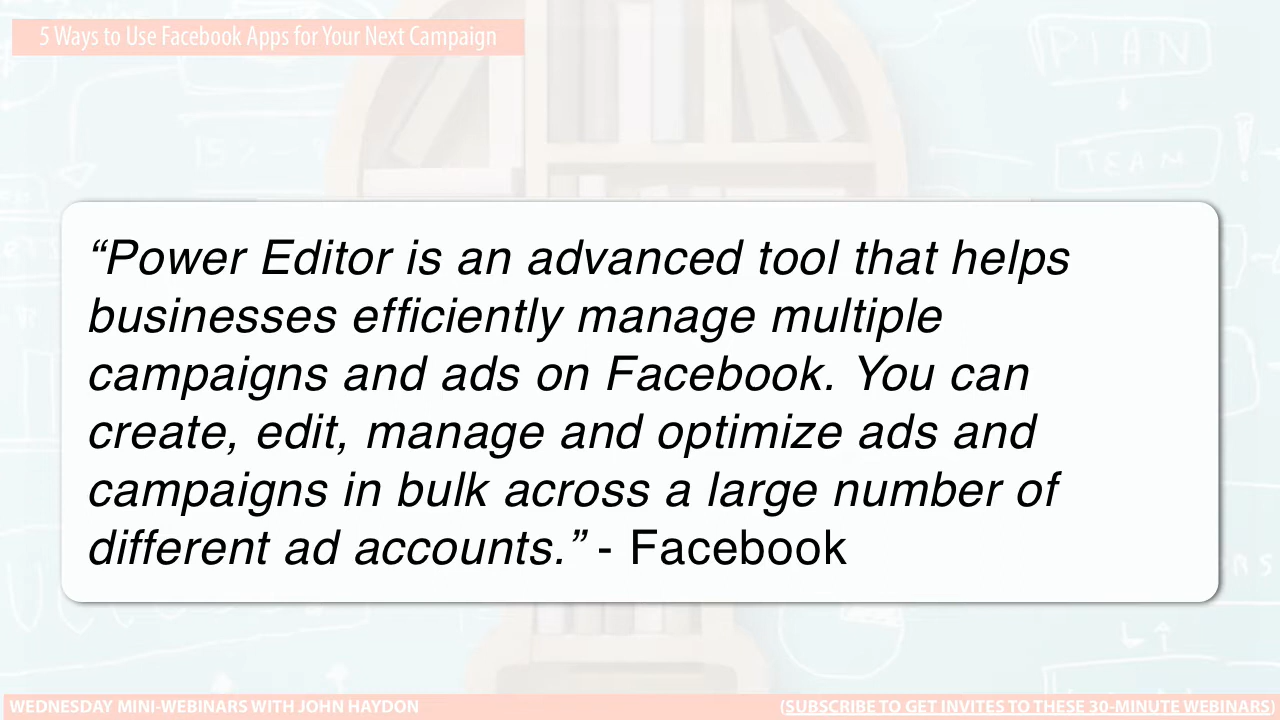 5 Ways to Use Facebook Apps for Your Next Campaign
PLAN
TEAM
15% -
“Power Editor is an advanced tool that helps
businesses efficiently manage multiple
campaigns and ads on Facebook. You can
create, edit, manage and optimize ads and
campaigns in bulk across a large number of
different ad accounts.” - Facebook
WEDNESDAY MINI-WEBINARS WITH JOHN HAYDON
(SUBSCRIBE TO GET INVITES TO THESE 30-MINUTE WEBINARS)